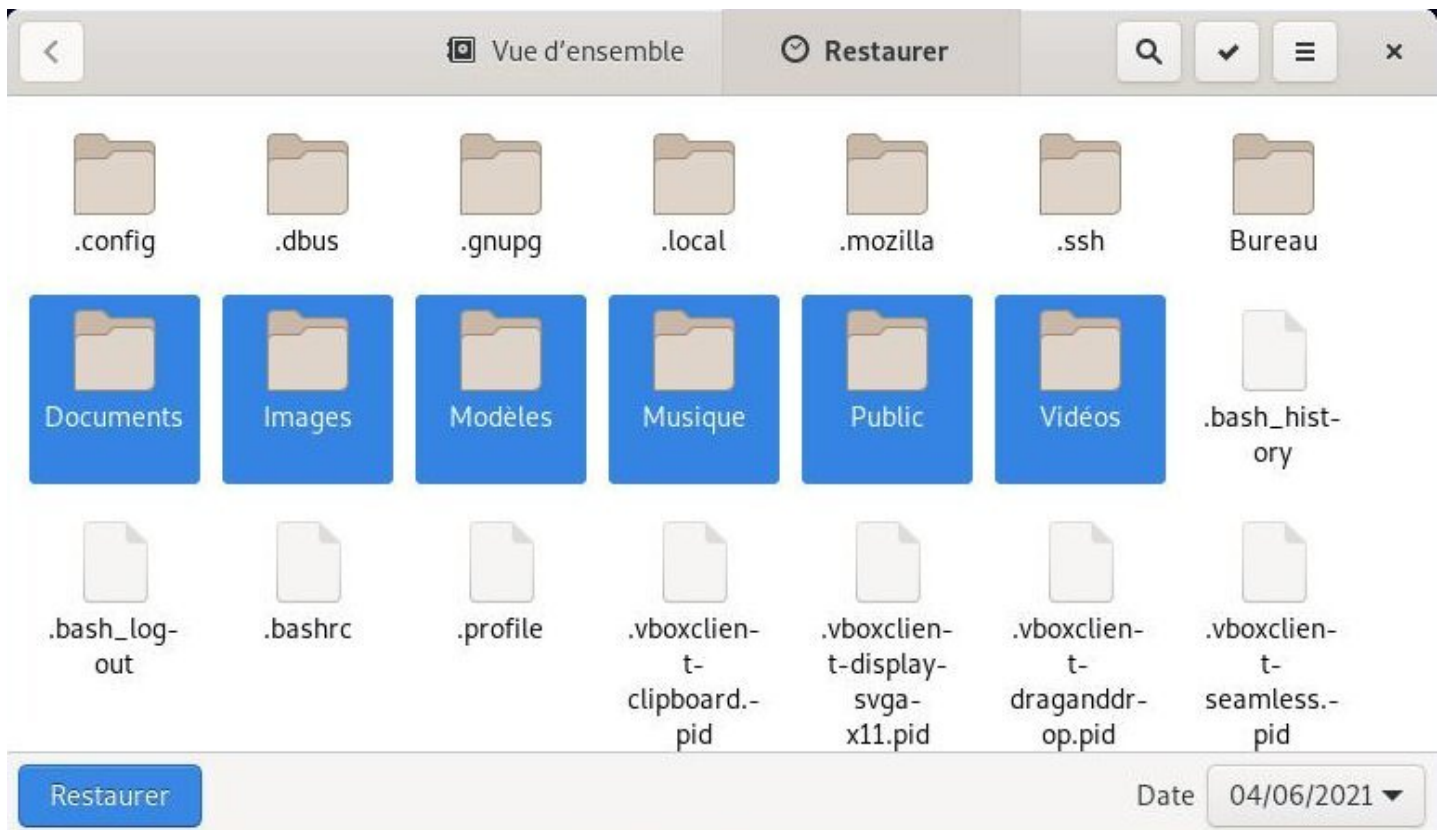 Vue d'ensemble
Restaurer
.config
.dbus
.gnupg
.local
.mozilla
.ssh
Bureau
Documents
Images
Modèles
Musique
Public
Vidéos
.bash_hist-
ory
.bash_log-
out
.bashrc
.profile
.vboxclien-
t-
clipboard.-
pid
.vboxclien-
t-display-
svga-
x11.pid
.vboxclien-
t-
draganddr-
op.pid
.vboxclien-
t-
seamless.-
pid
Restaurer
Date
04/06/2021